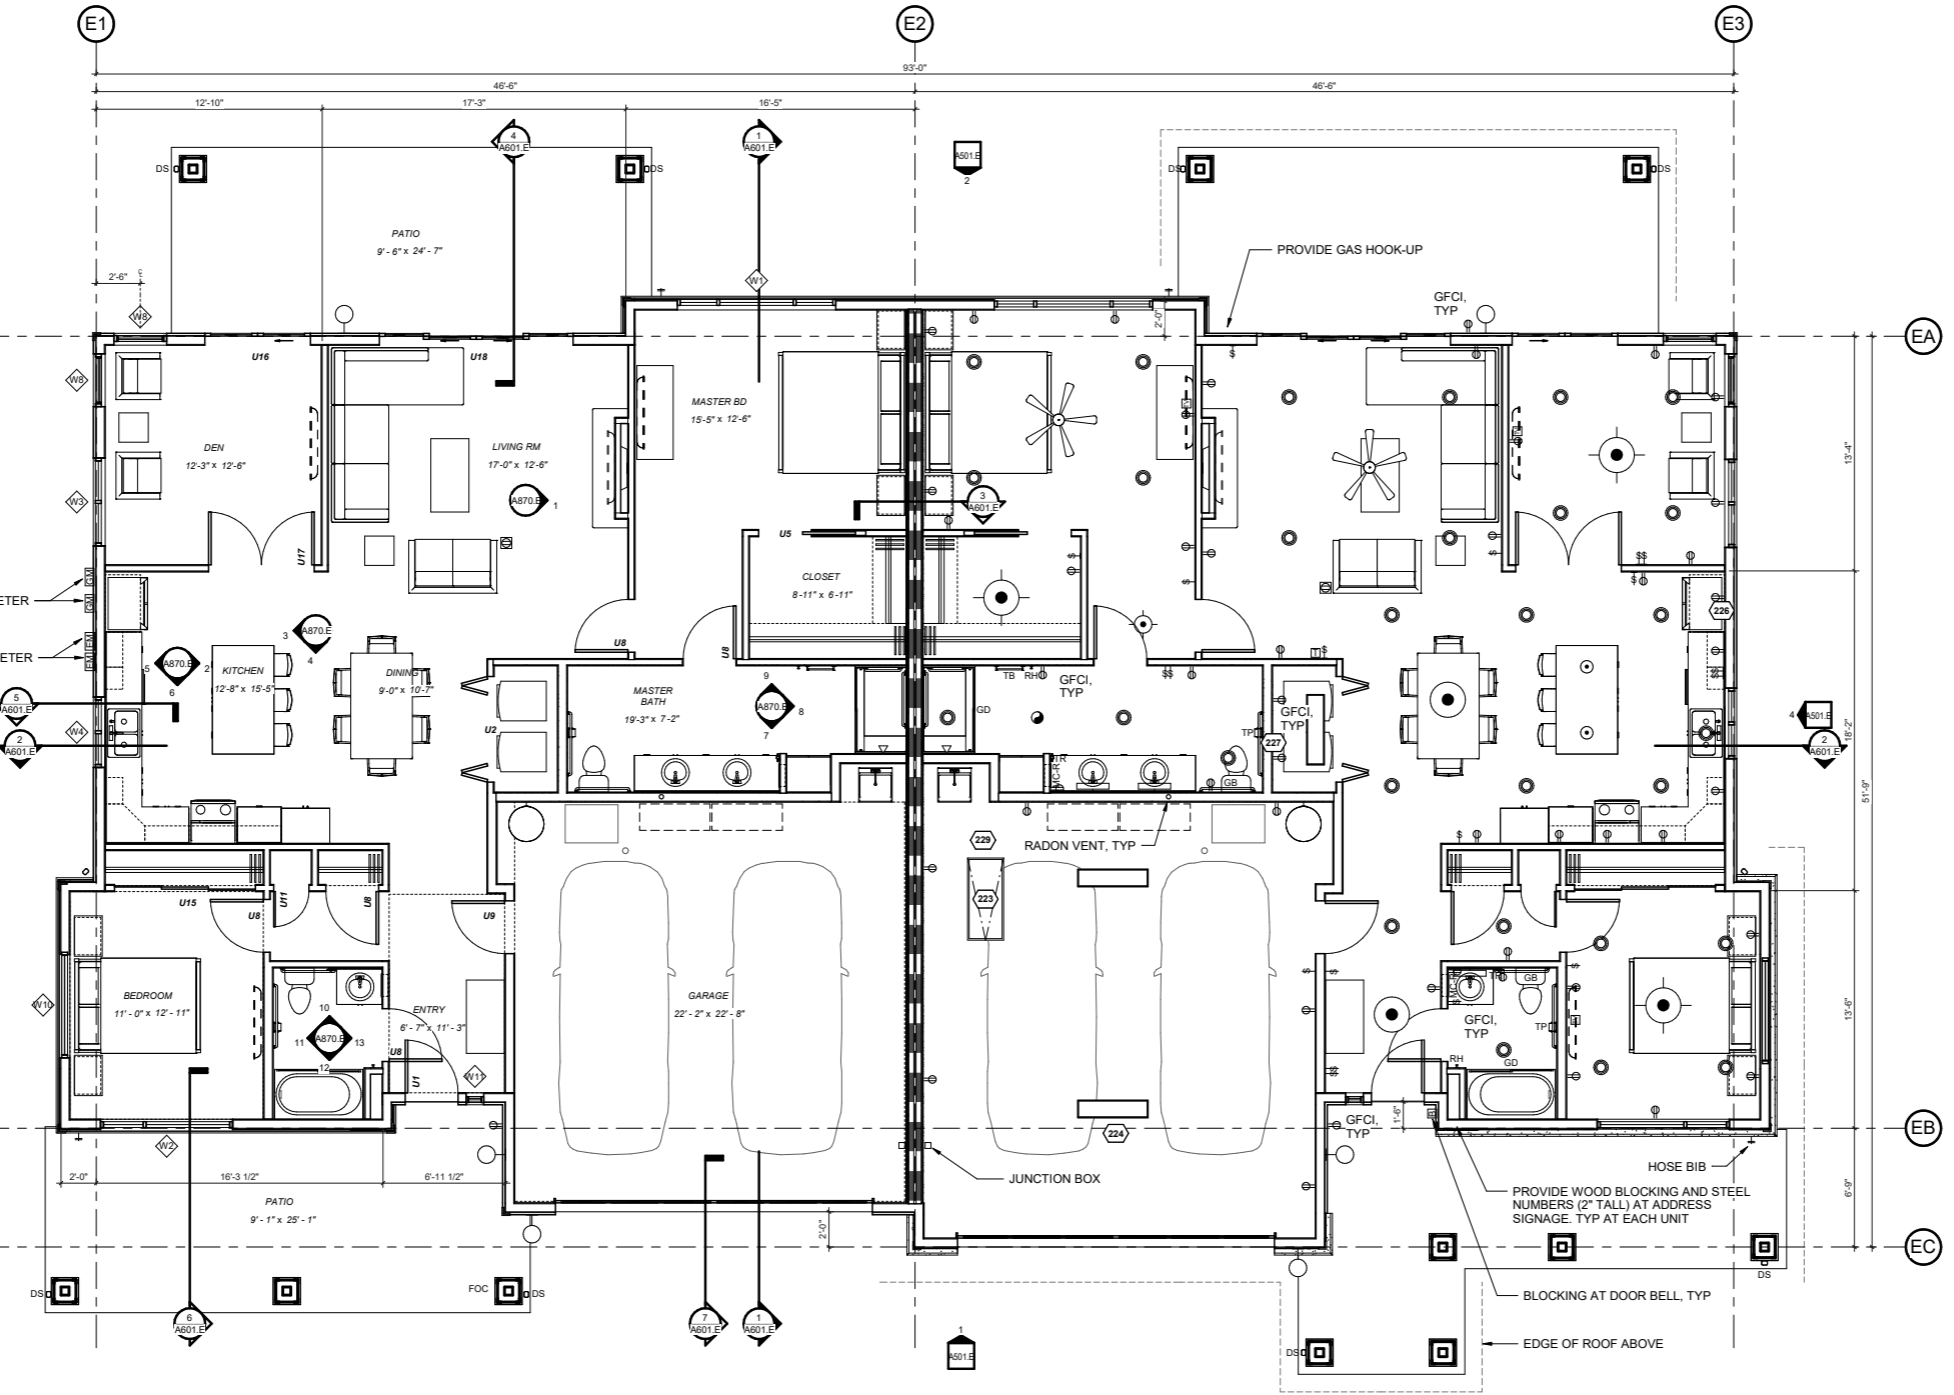 E1
E2
E3
93'-0"
46'-6"
46'-6"
12'-10"
17'-3"
16'-5"
4
A601.E
1
A601.E
A501.E
2
DS
DS
DS
DS
PATIO
9' - 6" x 24' - 7"
PROVIDE GAS HOOK-UP
2'-6"
W1
GFCI,
TYP
W8
2'-0"
EA
U16
U18
W8
MASTER BD
15'-5" x 12'-6"
DEN
12'-3" x 12'-6"
LIVING RM
17'-0" x 12'-6"
13'-4"
W3
A870.E
1
3
A601.E
U17
U5
CLOSET
8'-11" x 6'-11"
$$
$
GM
GM
ETER
226
EM
EM
ETER
3
A870.E
4
U8
U8
T
$
5
A870.E
2
6
KITCHEN
12'-8" x 15'-5"
DINING
9'-0" x 10'-7"
MASTER
BATH
19'-3" x 7'-2"
9
A870.E
8
7
TB
RH
GFCI,
TYP
$$
GD
GFCI,
TYP
TP
227
5
A601.E
2
A601.E
W4
U2
4
A501.E
2
A601.E
18'-2"
51'-9"
TR
MC-R
GB
229
RADON VENT, TYP
223
U15
U8
U11
U8
U9
W10
BEDROOM
11' - 0" x 12' - 11"
10
11
A870.E
13
12
ENTRY
6' - 7" x 11' - 3"
GARAGE
22' - 2" x 22' - 8"
MC-R
GB
GFCI,
TYP
TP
13'-6"
U8
U1
W11
RH
GD
224
GFCI,
TYP
1'-6"
EB
W2
JUNCTION BOX
HOSE BIB
2'-0"
16'-3 1/2"
6'-11 1/2"
PATIO
9' - 1" x 25' - 1"
PROVIDE WOOD BLOCKING AND STEEL
NUMBERS (2" TALL) AT ADDRESS
SIGNAGE. TYP AT EACH UNIT
6'-9"
2'-0"
EC
DS
FOC
DS
DS
BLOCKING AT DOOR BELL, TYP
6
A601.E
7
A601.E
1
A601.E
1
A501.E
DS
EDGE OF ROOF ABOVE